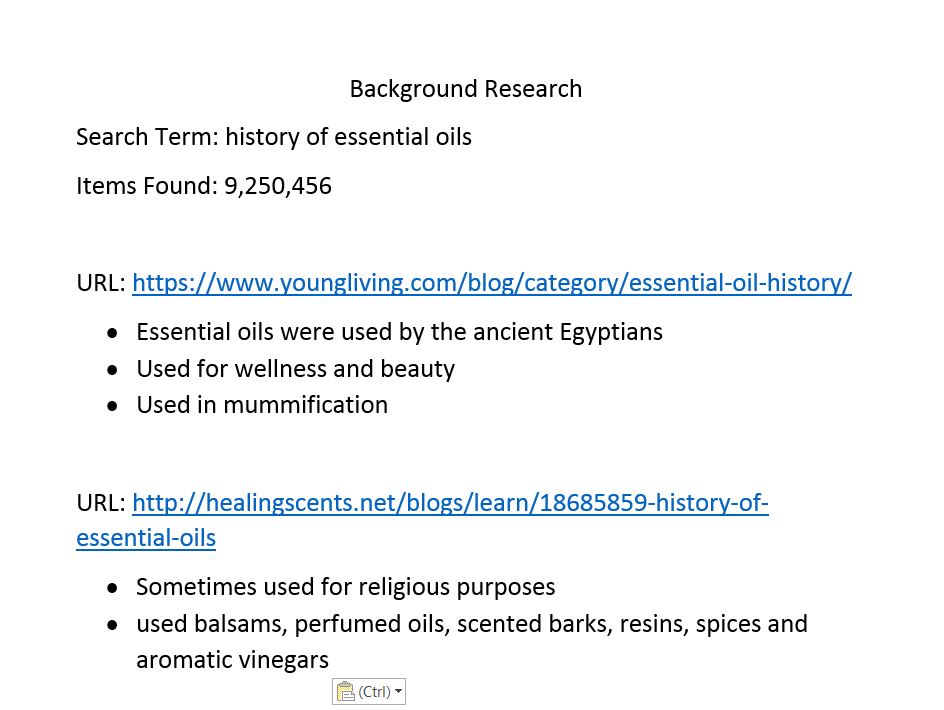 Background Research
Search Term: history of essential oils
Items Found: 9,250,456
URL: https://www.youngliving.com/blog/category/essential-oil-history/
• Essential oils were used by the ancient Egyptians
• Used for wellness and beauty
• Used in mummification
URL: http://healingscents.net/blogs/learn/18685859-history-of-
essential-oils
• Sometimes used for religious purposes
• used balsams, perfumed oils, scented barks, resins, spices and
aromatic vinegars
(Ctrl)